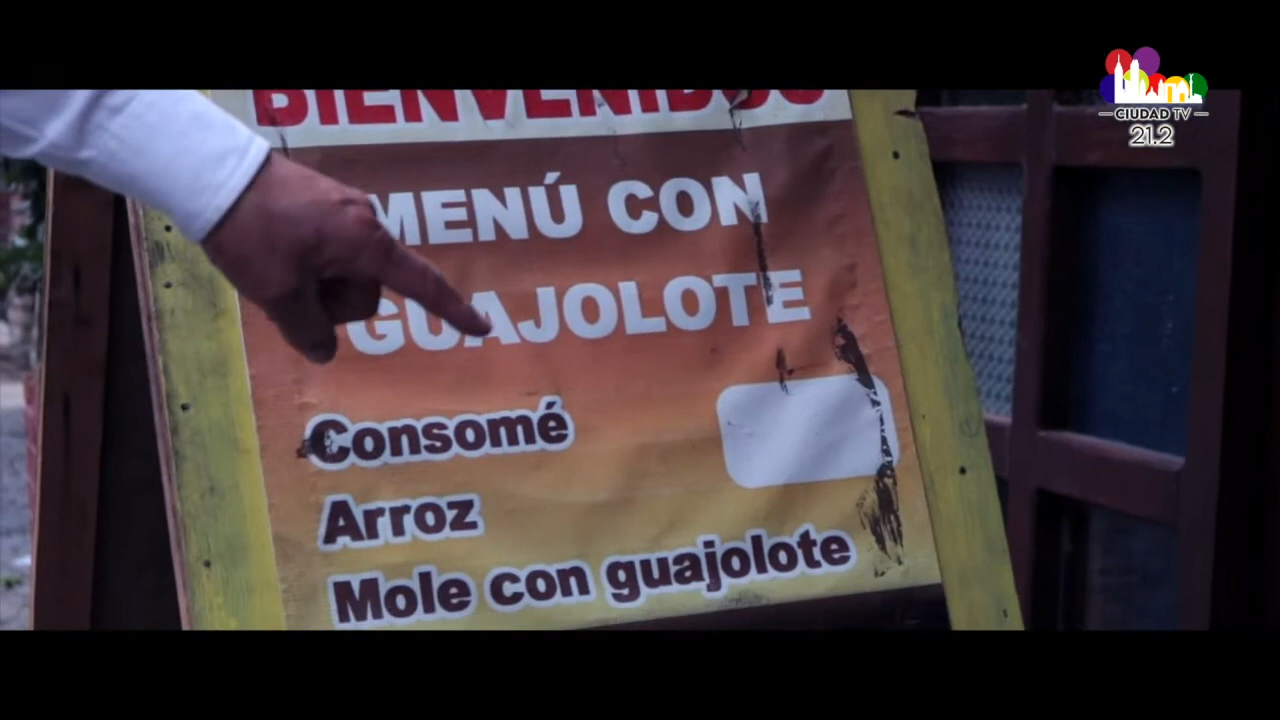 BIENVENIDOS
MENÚ CON
GUAJOLOTE
Consomé
Arroz
Mole con guajolote
CIUDAD TV
21.2